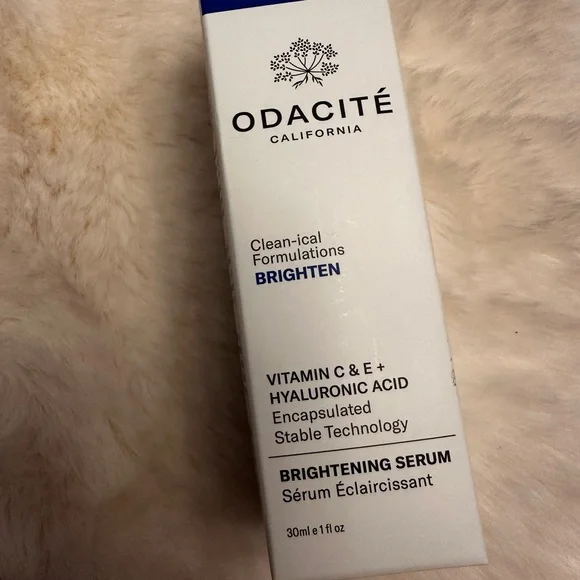 ODACITÉ
CALIFORNIA
Clean-ical
Formulations
BRIGHTEN
VITAMIN C & E +
HYALURONIC ACID
Encapsulated
Stable Technology
BRIGHTENING SERUM
Sérum Éclaircissant
30ml e 1 fl oz